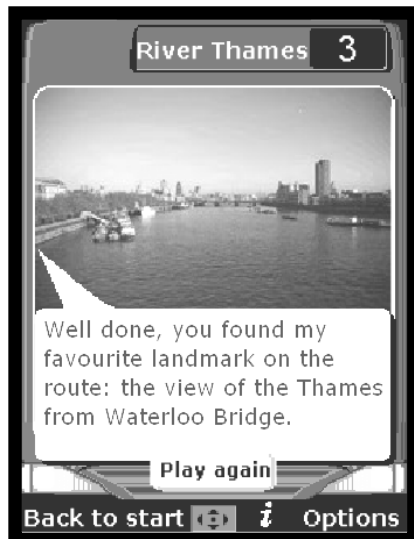 River Thames 3
Well done, you found my
favourite landmark on the
route: the view of the Thames
from Waterloo Bridge.
Play again
Back to start i Options